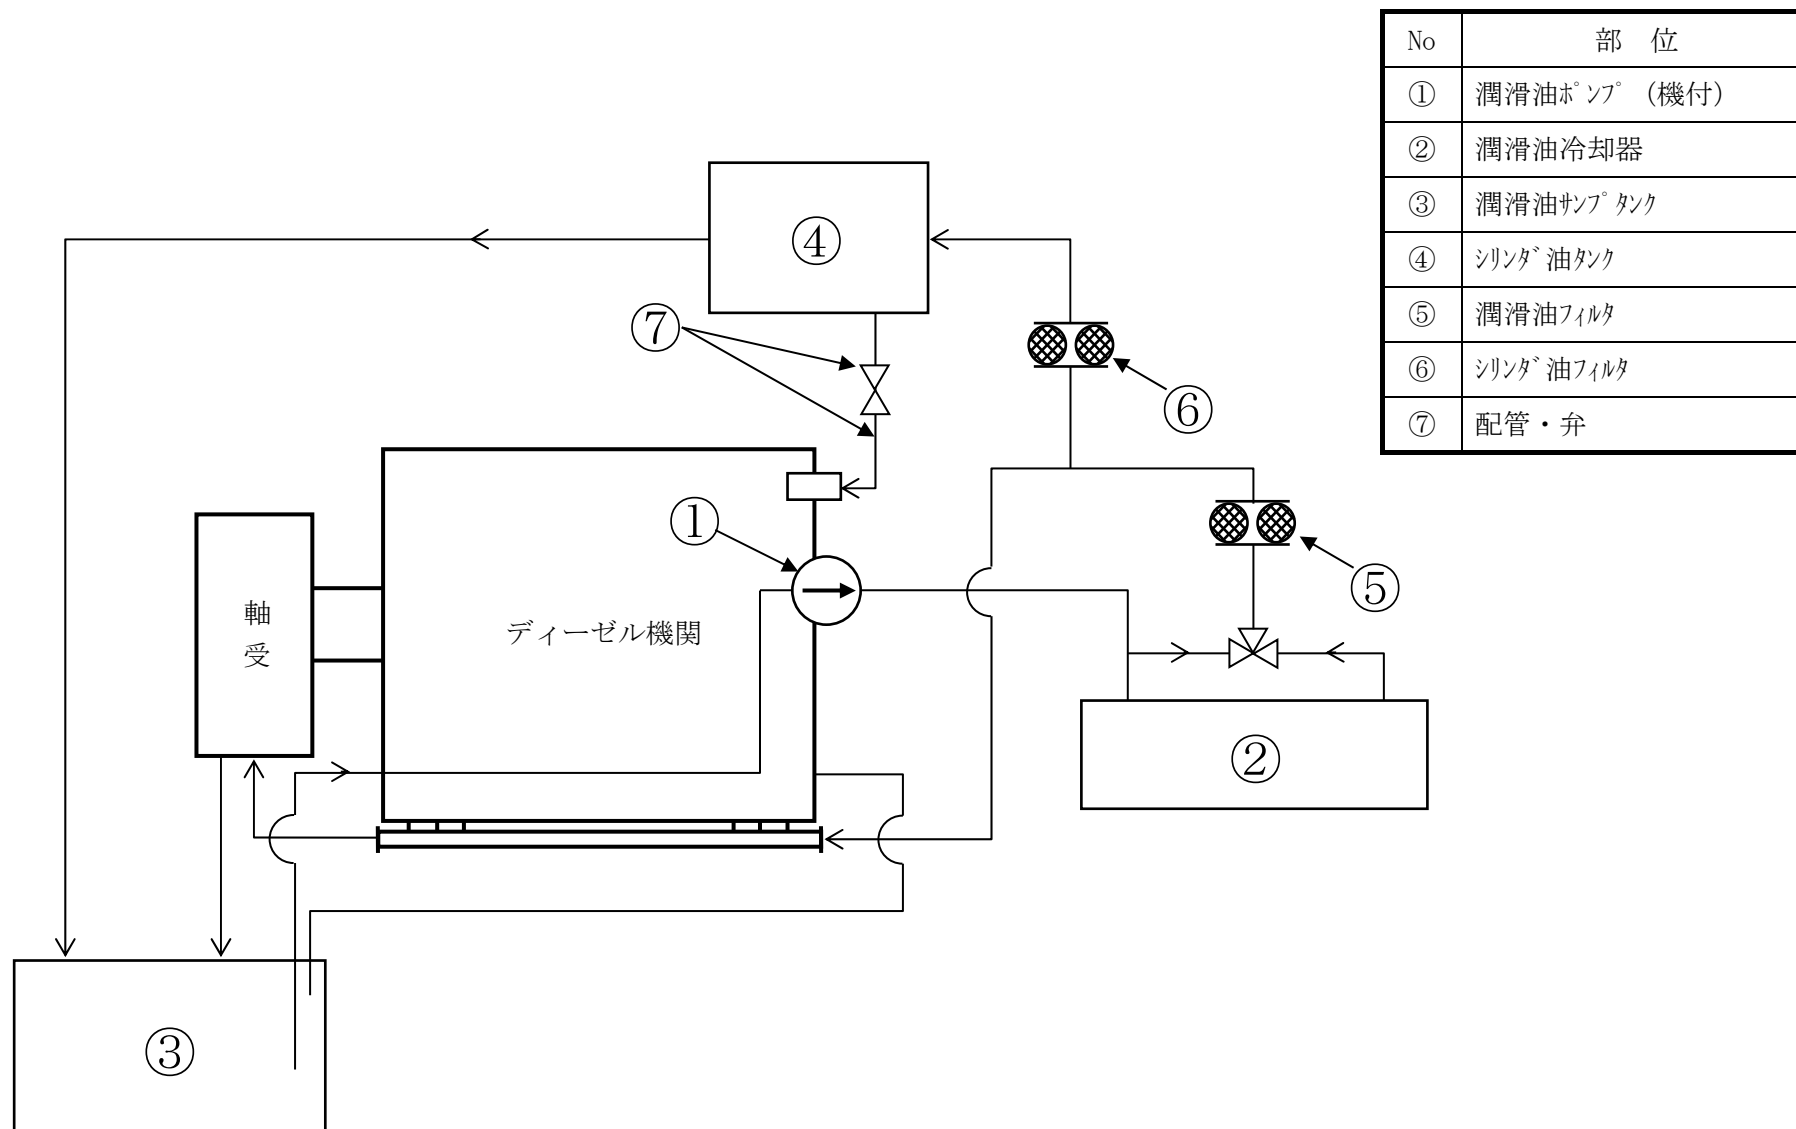 No 部　位
① 潤滑油ﾎﾟﾝﾌﾟ（機付）
② 潤滑油冷却器
③ 潤滑油ｻﾝﾌﾟﾀﾝｸ
④ ｼﾘﾝﾀﾞ油ﾀﾝｸ
⑤ 潤滑油ﾌｨﾙﾀ
⑥ ｼﾘﾝﾀﾞ油ﾌｨﾙﾀ
⑦ 配管・弁
④
⑦
⑥
①
⑤
軸
受
ディーゼル機関
②
③